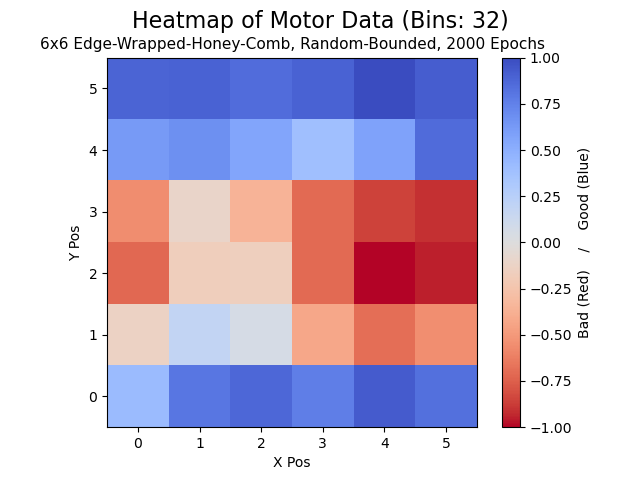 Heatmap of Motor Data (Bins: 32)
6x6 Edge-Wrapped-Honey-Comb, Random-Bounded, 2000 Epochs
5
4
3
2
1
0
Y Pos
0 1 2 3 4 5
X Pos
1.00
0.75
0.50
0.25
0.00
−0.25
−0.50
−0.75
−1.00
Bad (Red) / Good (Blue)